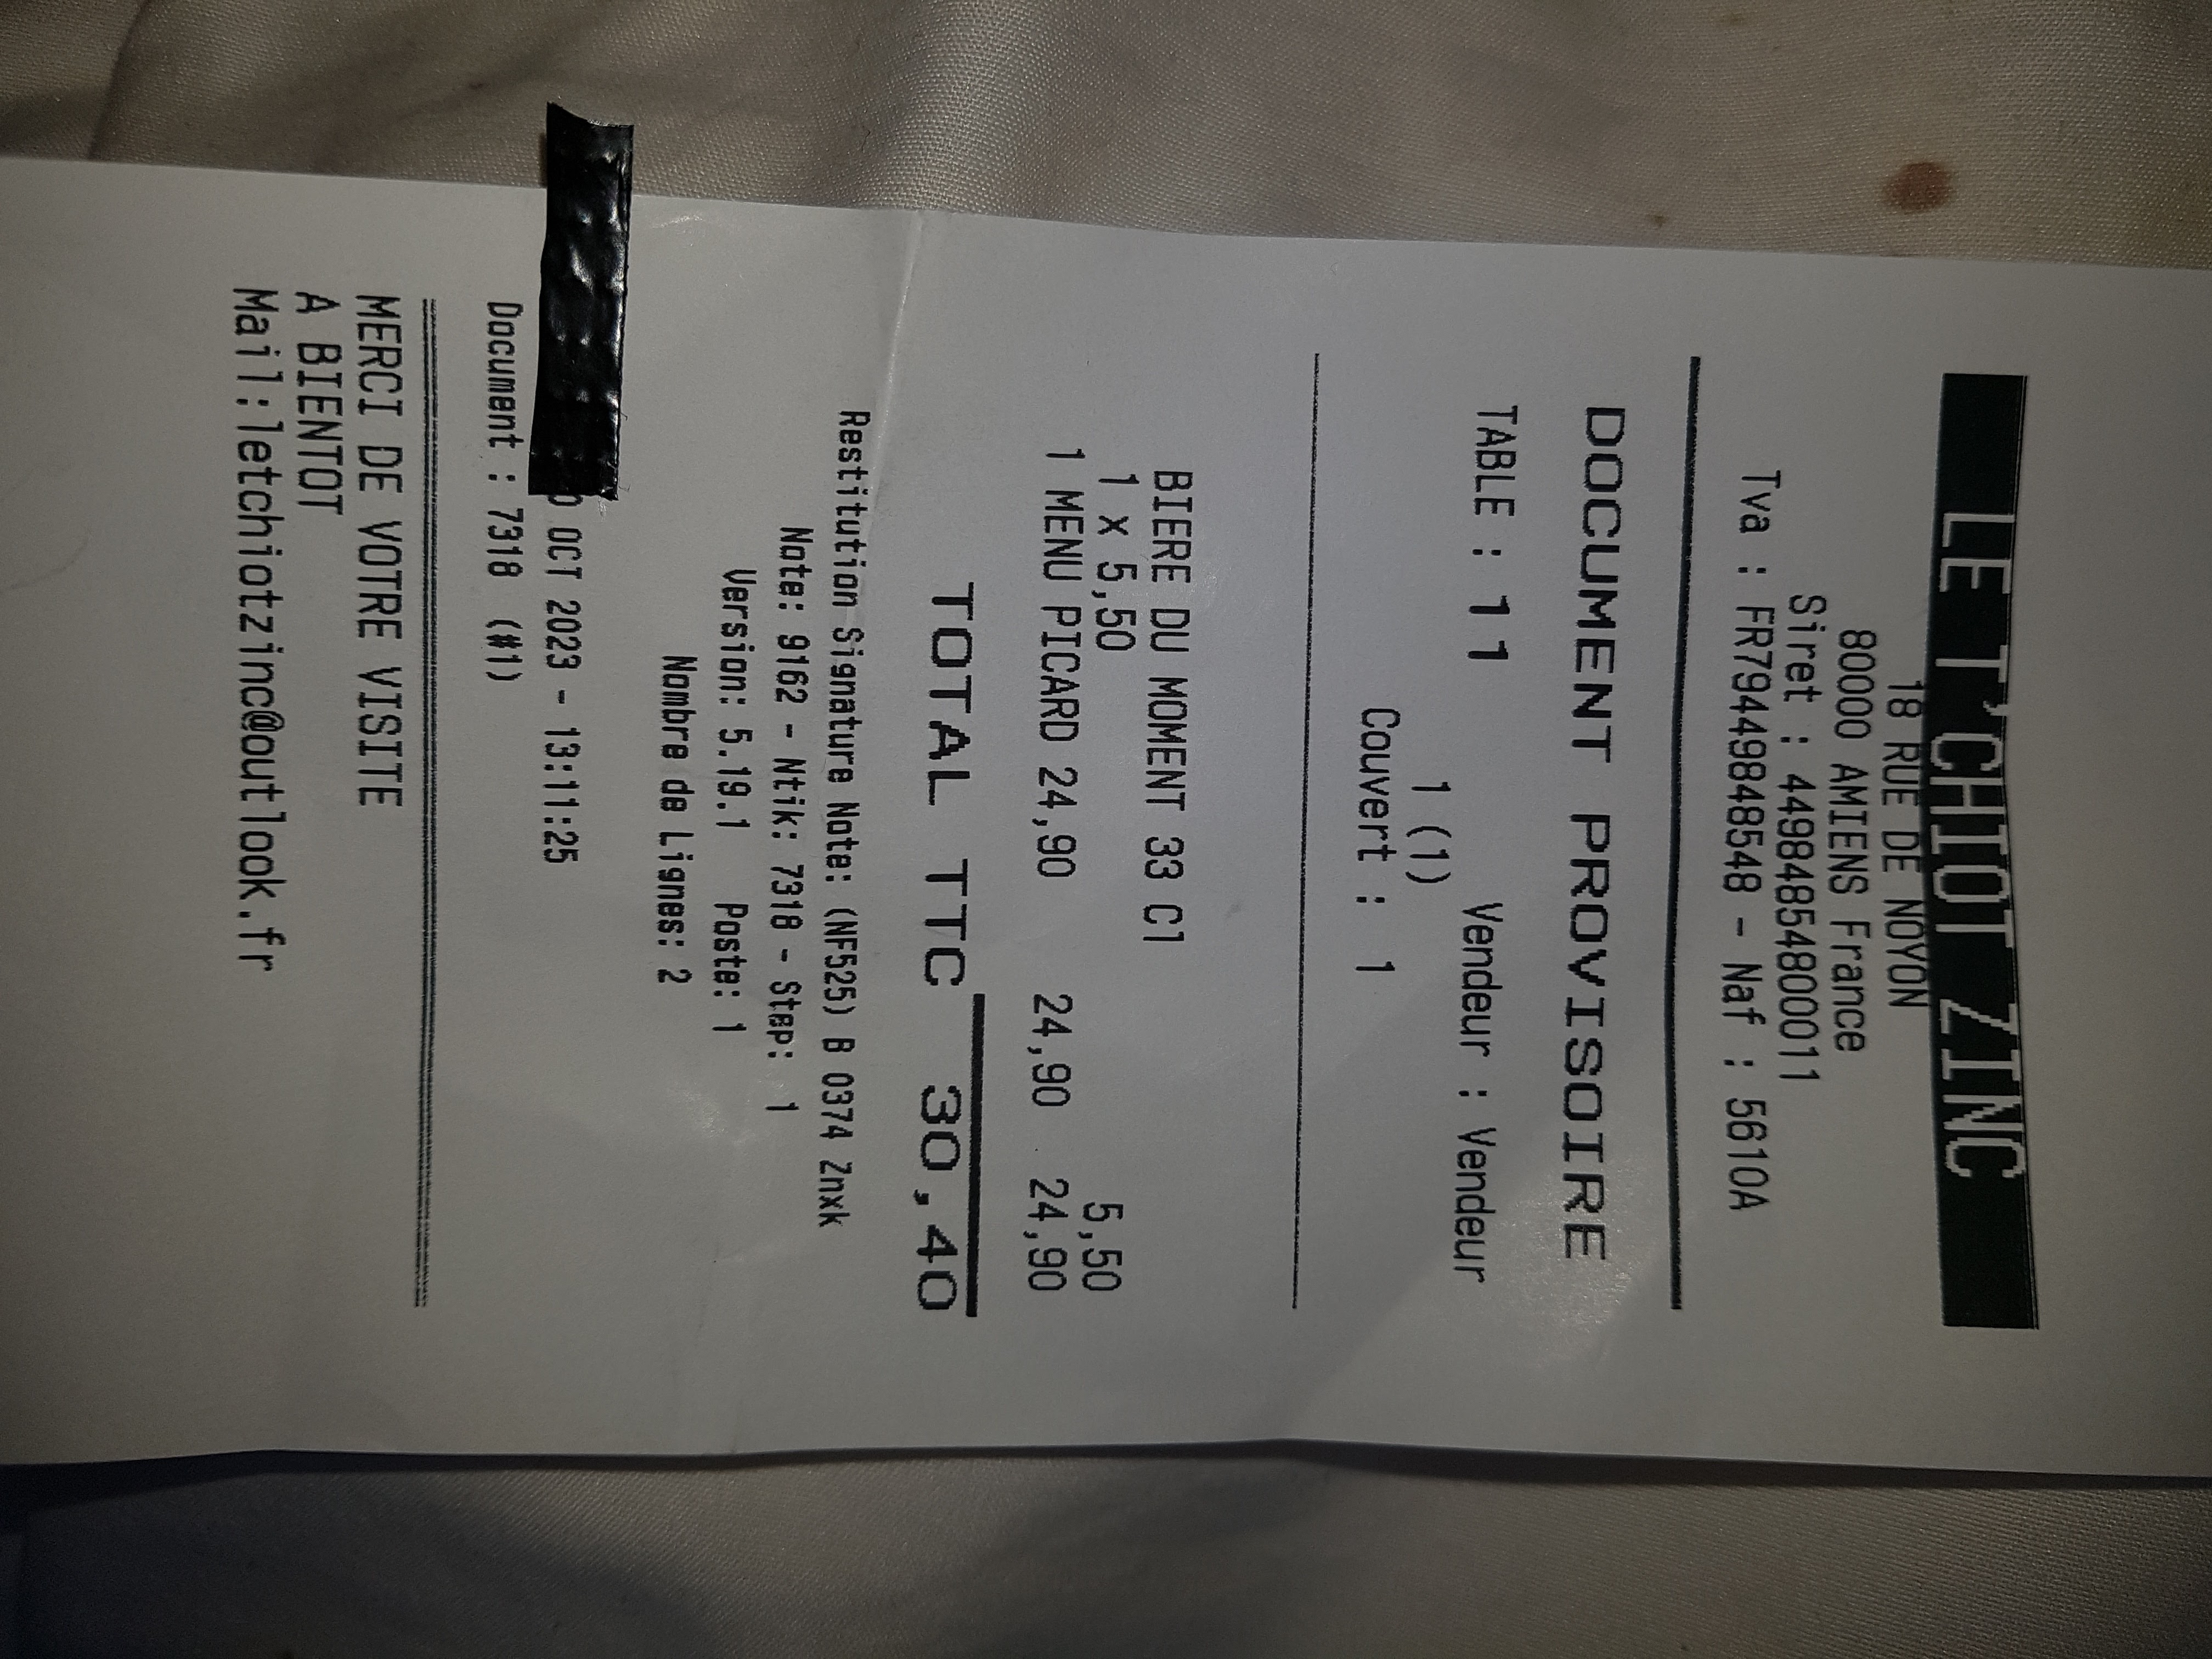 LE T'CHIOT ZINC
18 RUE DE NOYON
80000 AMIENS France
Siret : 44984854800011
Tva : FR79449848548 - Naf : 5610A
DOCUMENT PROVISOIRE
TABLE : 11 Vendeur : Vendeur
1 (1)
Couvert : 1
BIERE DU MOMENT 33 Cl
1 x 5,50 5,50
1 MENU PICARD 24,90 24,90 24,90
TOTAL TTC 30,40
Restitution Signature Note: (NF525) B 0374 Znxk
Note: 9162 - Ntik: 7318 - Step: 1
Version: 5.19.1 Poste: 1
Nombre de Lignes: 2
OCT 2023 - 13:11:25
Document : 7318 (#1)
MERCI DE VOTRE VISITE
A BIENTOT
Mail:letchiotzinc@outlook.fr